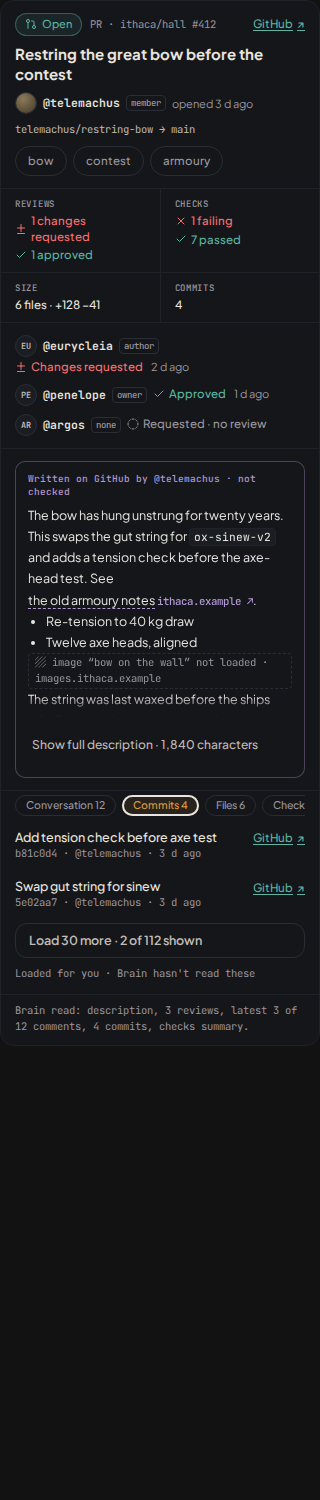 Open PR · ithaca/hall #412 GitHub ↗
Restring the great bow before the
contest
@telemachus member opened 3 d ago
telemachus/restring-bow → main
bow contest armoury
REVIEWS
± 1 changes
requested
✓ 1 approved
CHECKS
× 1 failing
✓ 7 passed
SIZE
6 files · +128 −41
COMMITS
4
EU @eurycleia author
± Changes requested 2 d ago
PE @penelope owner ✓ Approved 1 d ago
AR @argos none Requested · no review
Written on GitHub by @telemachus · not
checked
The bow has hung unstrung for twenty years.
This swaps the gut string for ox-sinew-v2
and adds a tension check before the axe-
head test. See
the old armoury notes ithaca.example ↗.
• Re-tension to 40 kg draw
• Twelve axe heads, aligned
image “bow on the wall” not loaded ·
images.ithaca.example
The string was last waxed before the ships
Show full description · 1,840 characters
Conversation 12 Commits 4 Files 6 Check
Add tension check before axe test GitHub ↗
b81c0d4 · @telemachus · 3 d ago
Swap gut string for sinew GitHub ↗
5e02aa7 · @telemachus · 3 d ago
Load 30 more · 2 of 112 shown
Loaded for you · Brain hasn't read these
Brain read: description, 3 reviews, latest 3 of
12 comments, 4 commits, checks summary.